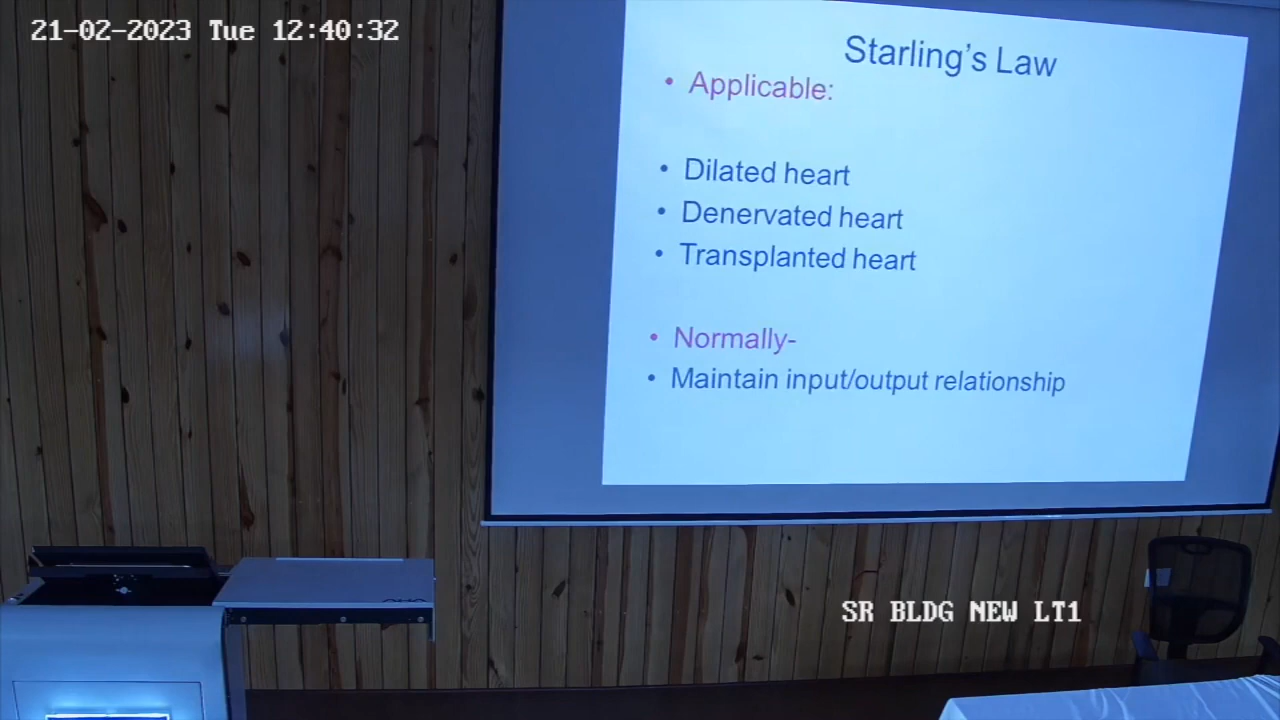 21-02-2023 Tue 12:40:32
Starling's Law
• Applicable:
• Dilated heart
• Denervated heart
• Transplanted heart
• Normally-
• Maintain input/output relationship
SR BLDG NEW LT1